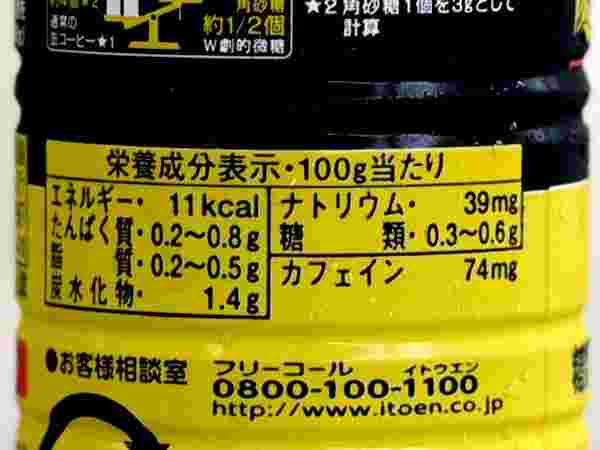 角砂糖
約1/2個
W劇的微糖
通常の
缶コーヒー★1
★2角砂糖1個を3gとして
計算
栄養成分表示・100g当たり
エネルギー・ 11kcal
たんぱく質・0.2〜0.8g
脂質・0.2〜0.5g
炭水化物・ 1.4g
ナトリウム・ 39mg
糖類・0.3〜0.6g
カフェイン 74mg
●お客様相談室
フリーコール イトウエン
0800-100-1100
http://www.itoen.co.jp